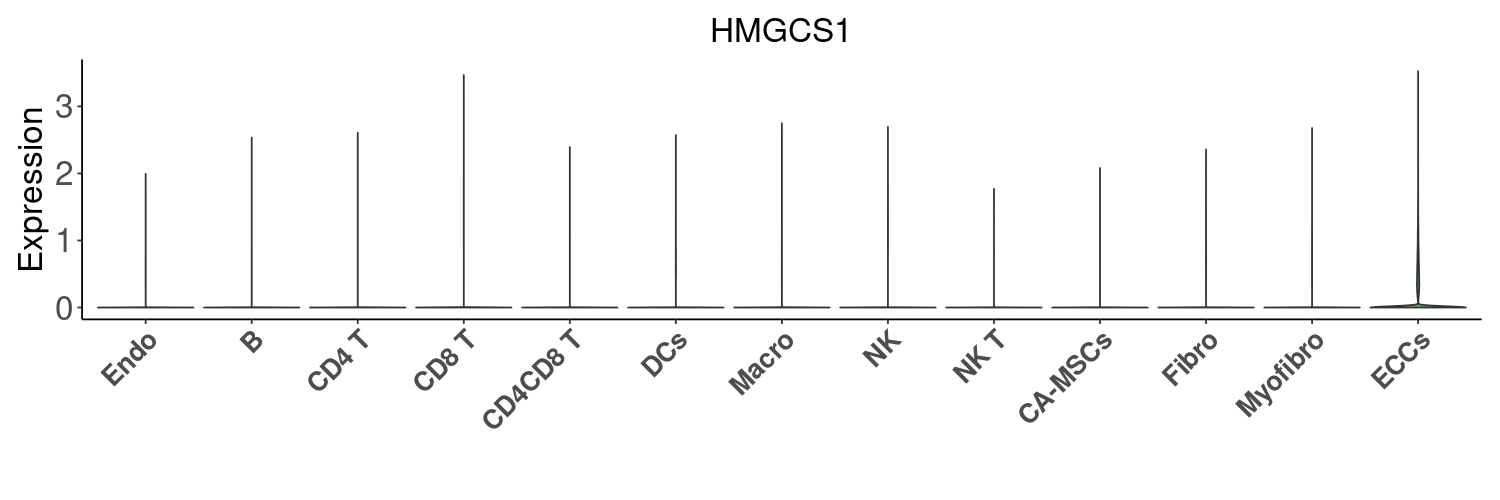 HMGCS1
Expression
3
2
1
0
Endo
B
CD4 T
CD8 T
CD4CD8 T
DCs
Macro
NK
NK T
CA-MSCs
Fibro
Myofibro
ECCs